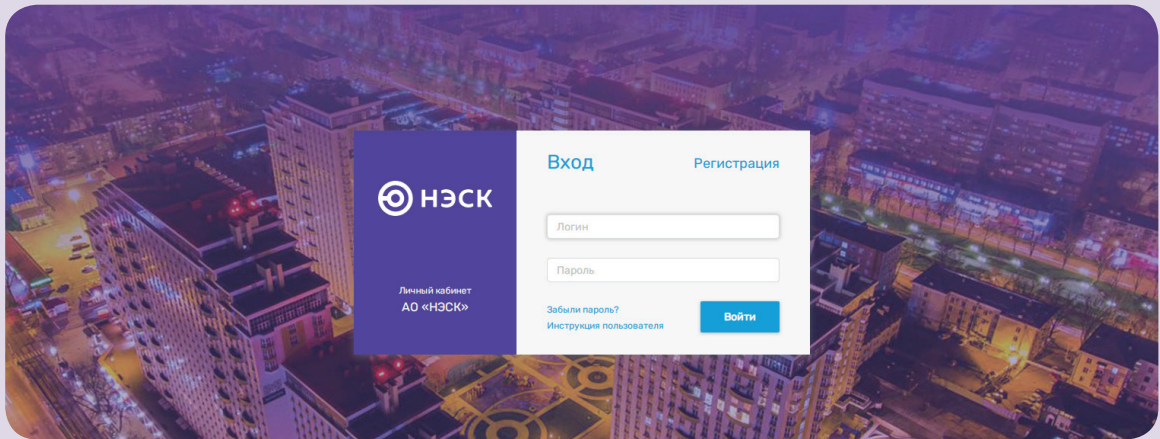 НЭСК
Личный кабинет
АО «НЭСК»
Вход
Регистрация
Логин
Пароль
Забыли пароль?
Инструкция пользователя
Войти